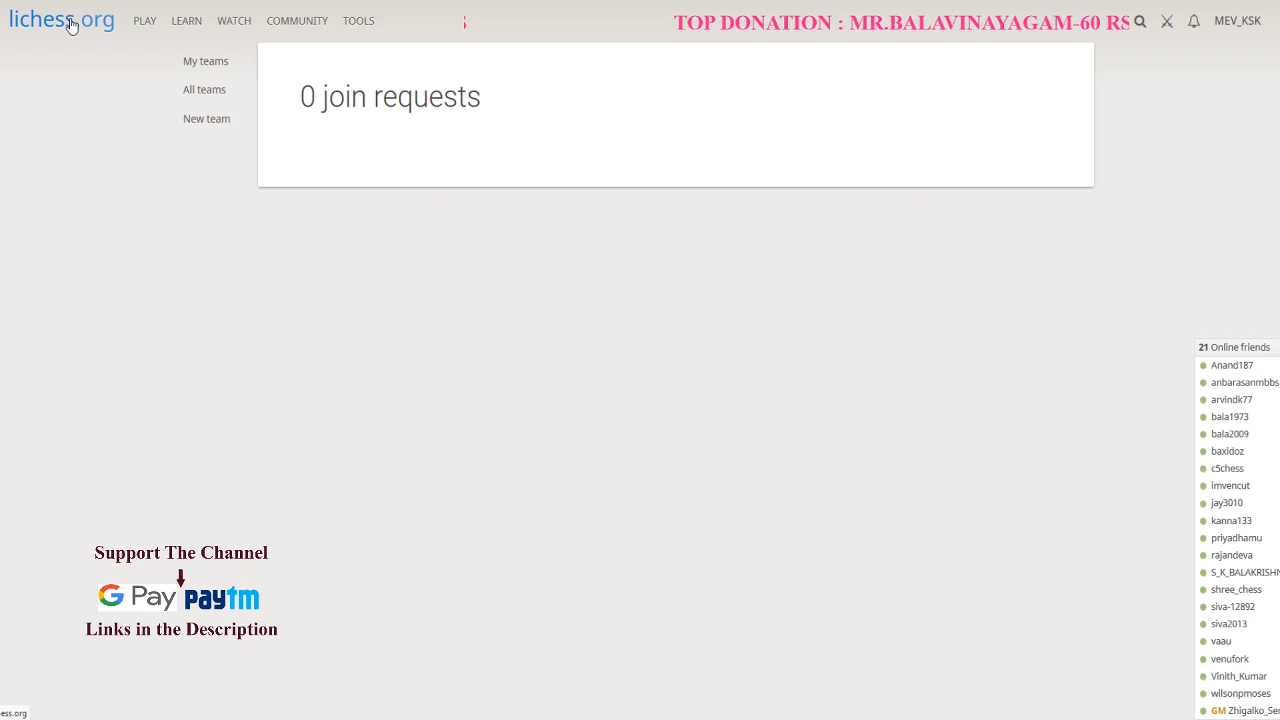 lichess.org PLAY LEARN WATCH COMMUNITY TOOLS TOP DONATION : MR.BALAVINAYAGAM-60 RS MEV_KSK
My teams
All teams
New team
0 join requests
21 Online friends
Anand187
anbarasanmbbs
arvindk77
bala1973
bala2009
baxidoz
c5chess
imvencut
jay3010
kanna133
priyadhamu
rajandeva
S_K_BALAKRISHN
shree_chess
siva-12892
siva2013
vaau
venufork
Vinith_Kumar
wilsonpmoses
GM Zhigalko_Ser
Support The Channel
G Pay paytm
Links in the Description
ess.org